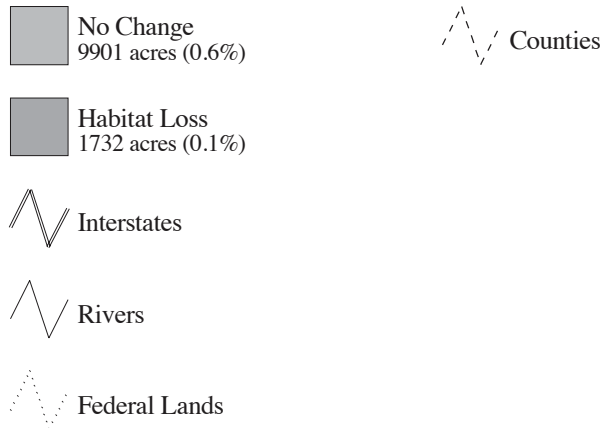 No Change
9901 acres (0.6%)
Habitat Loss
1732 acres (0.1%)
Interstates
Rivers
Federal Lands
Counties